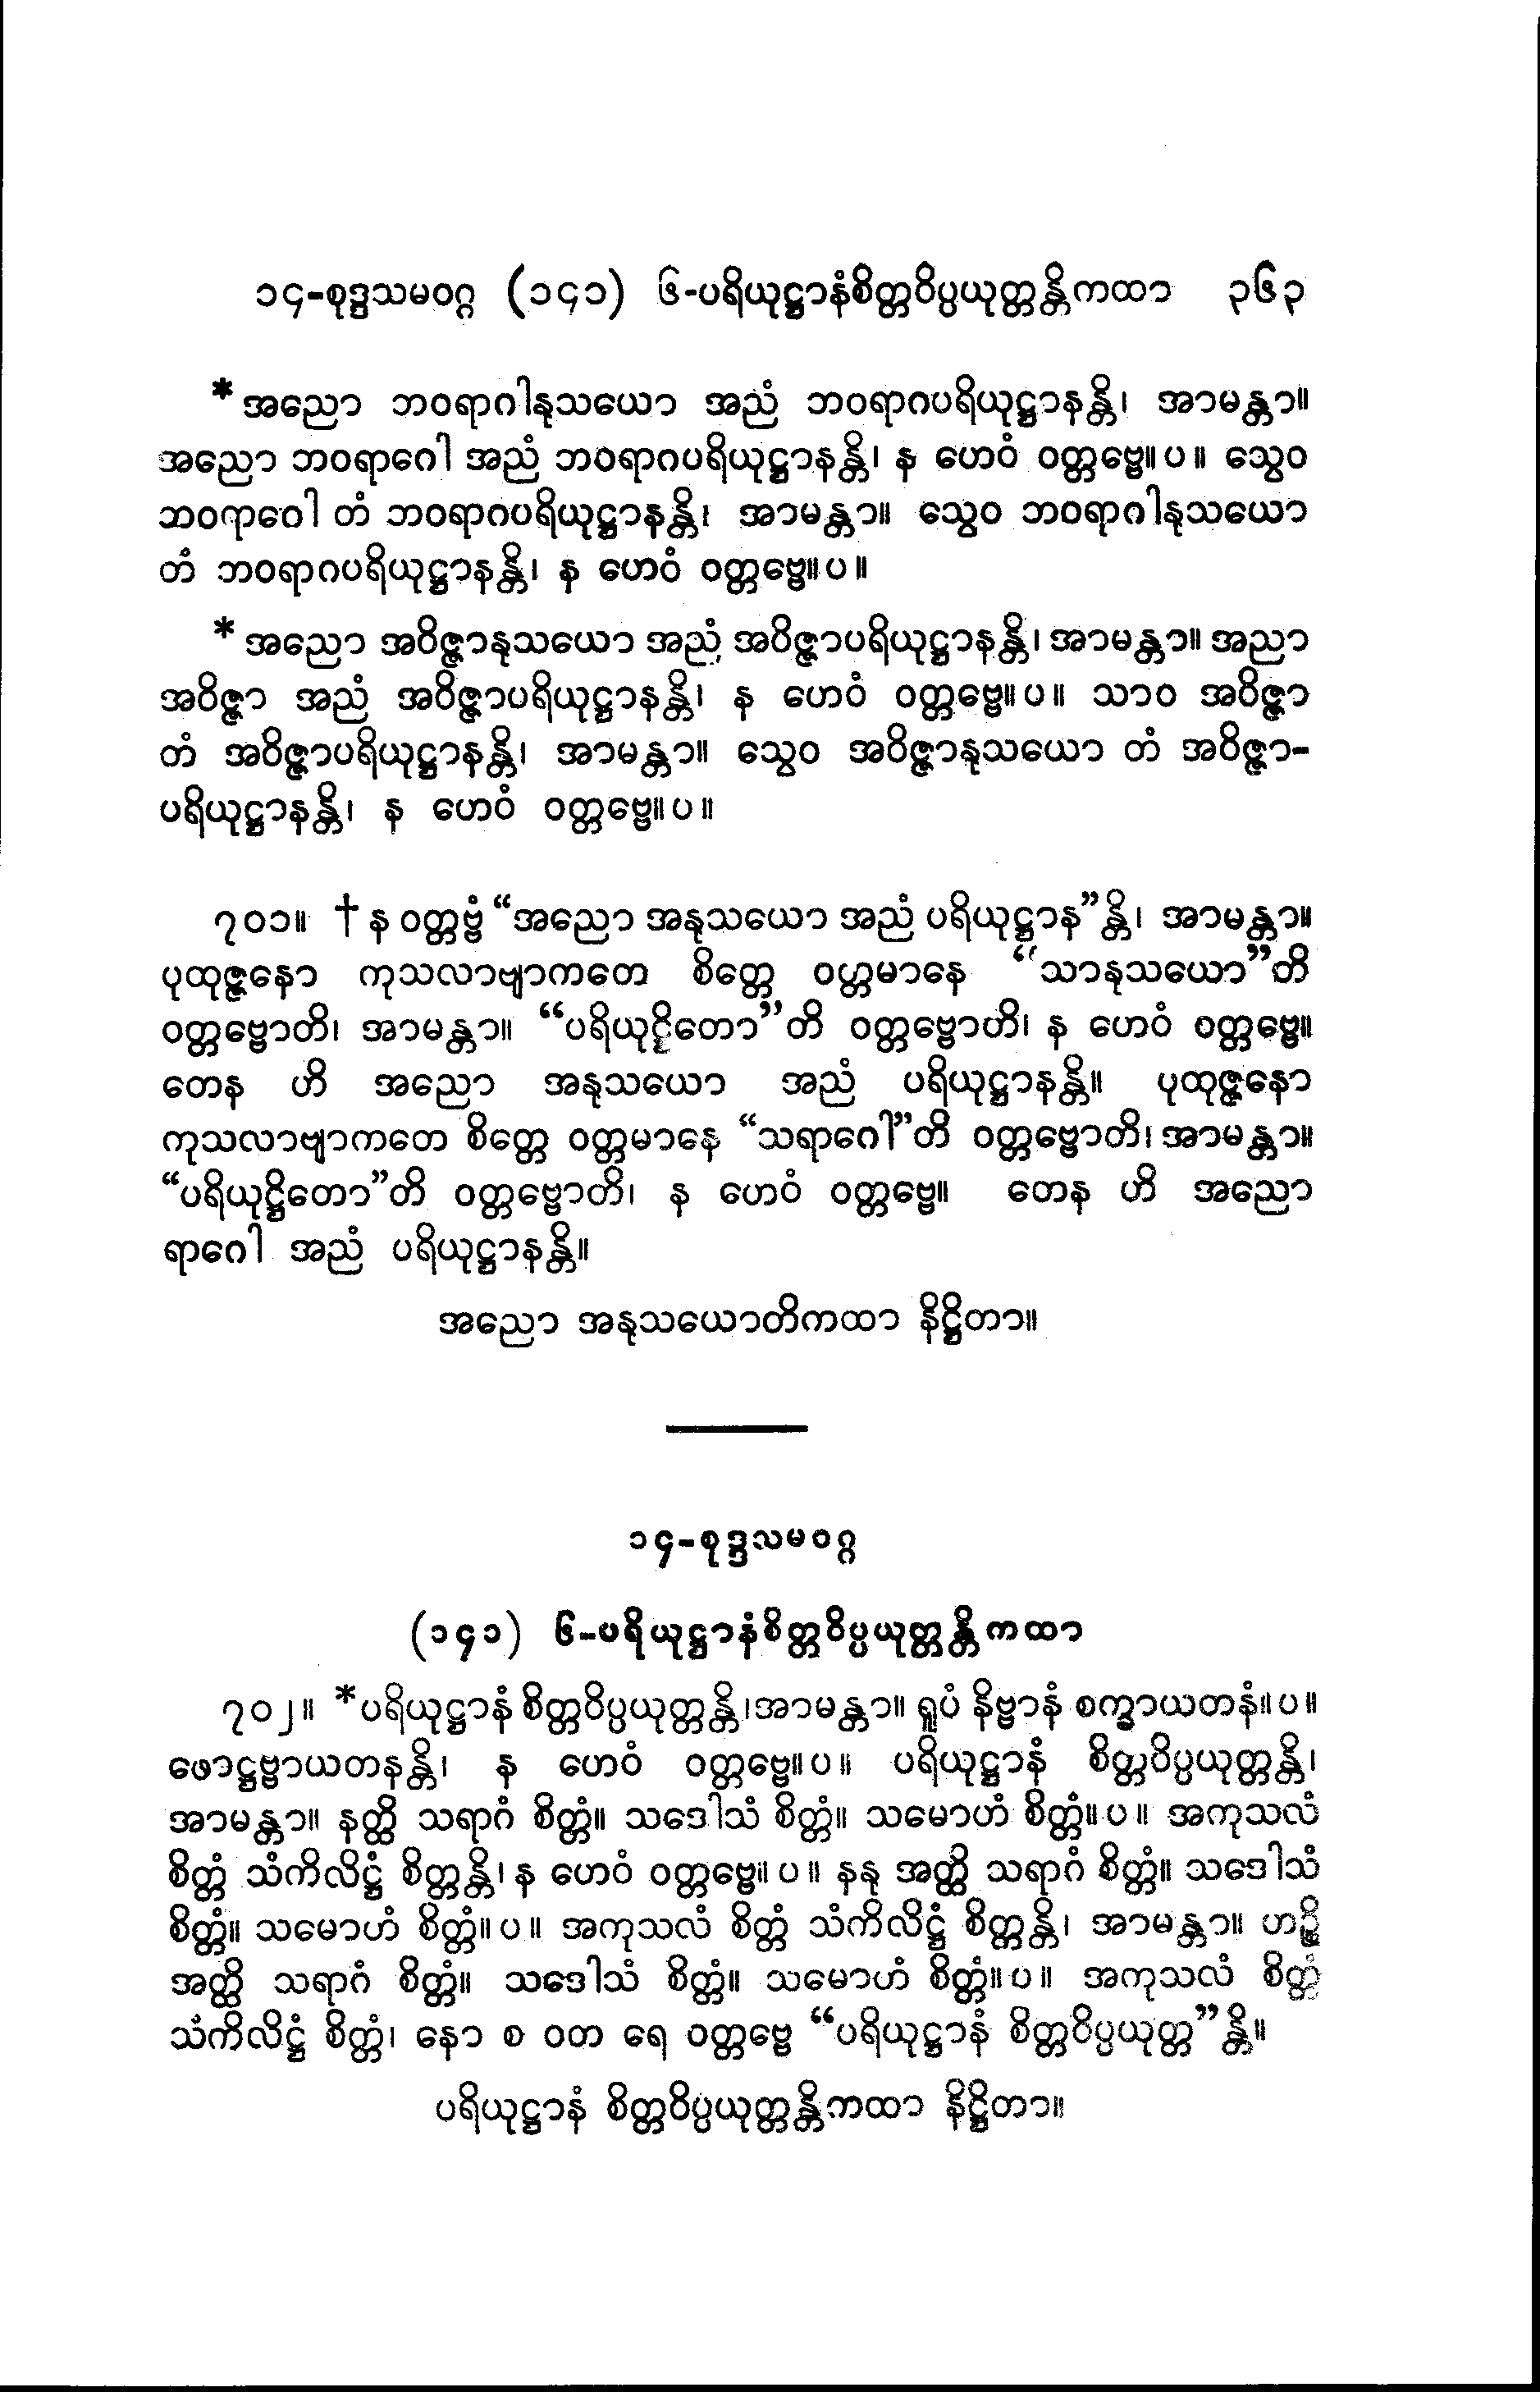 ၁၄-စုဒ္ဒသမဝဂ္ဂ (၁၄၁) ၆-ပရိယုဋ္ဌာနံစိတ္တဝိပ္ပယုတ္တန္တိကထာ ၃၆၃
*အညော ဘဝရာဂါနုသယော အညံ ဘဝရာဂပရိယုဋ္ဌာနန္တိ၊ အာမန္တာ။
အညော ဘဝရာဂေါ အညံ ဘဝရာဂပရိယုဋ္ဌာနန္တိ၊ န ဟေဝံ ဝတ္တဗ္ဗေ။ပ။ သွေဝ
ဘဝရာဂေါ တံ ဘဝရာဂပရိယုဋ္ဌာနန္တိ၊ အာမန္တာ။ သွေဝ ဘဝရာဂါနုသယော
တံ ဘဝရာဂပရိယုဋ္ဌာနန္တိ၊ န ဟေဝံ ဝတ္တဗ္ဗေ။ပ။
*အညော အဝိဇ္ဇာနုသယော အညံ အဝိဇ္ဇာပရိယုဋ္ဌာနန္တိ၊ အာမန္တာ။ အညာ
အဝိဇ္ဇာ အညံ အဝိဇ္ဇာပရိယုဋ္ဌာနန္တိ၊ န ဟေဝံ ဝတ္တဗ္ဗေ။ပ။ သာဝ အဝိဇ္ဇာ
တံ အဝိဇ္ဇာပရိယုဋ္ဌာနန္တိ၊ အာမန္တာ။ သွေဝ အဝိဇ္ဇာနုသယော တံ အဝိဇ္ဇာ-
ပရိယုဋ္ဌာနန္တိ၊ န ဟေဝံ ဝတ္တဗ္ဗေ။ပ။
၇၀၁။ †န ဝတ္တဗ္ဗံ “အညော အနုသယော အညံ ပရိယုဋ္ဌာန”န္တိ၊ အာမန္တာ။
ပုထုဇ္ဇနော ကုသလာဗျာကတေ စိတ္တေ ဝတ္တမာနေ “သာနုသယော”တိ
ဝတ္တဗ္ဗောတိ၊ အာမန္တာ။ “ပရိယုဋ္ဌိတော”တိ ဝတ္တဗ္ဗောတိ၊ န ဟေဝံ ဝတ္တဗ္ဗေ။
တေန ဟိ အညော အနုသယော အညံ ပရိယုဋ္ဌာနန္တိ။ ပုထုဇ္ဇနော
ကုသလာဗျာကတေ စိတ္တေ ဝတ္တမာနေ “သရာဂေါ”တိ ဝတ္တဗ္ဗောတိ၊ အာမန္တာ။
“ပရိယုဋ္ဌိတော”တိ ဝတ္တဗ္ဗောတိ၊ န ဟေဝံ ဝတ္တဗ္ဗေ။ တေန ဟိ အညော
ရာဂေါ အညံ ပရိယုဋ္ဌာနန္တိ။
အညော အနုသယောတိကထာ နိဋ္ဌိတာ။
၁၄-စုဒ္ဒသမဝဂ္ဂ
(၁၄၁) ၆-ပရိယုဋ္ဌာနံစိတ္တဝိပ္ပယုတ္တန္တိကထာ
၇၀၂။ *ပရိယုဋ္ဌာနံ စိတ္တဝိပ္ပယုတ္တန္တိ၊အာမန္တာ။ ရူပံ နိဗ္ဗာနံ စက္ခာယတနံ။ပ။
ဖောဋ္ဌဗ္ဗာယတနန္တိ၊ န ဟေဝံ ဝတ္တဗ္ဗေ။ပ။ ပရိယုဋ္ဌာနံ စိတ္တဝိပ္ပယုတ္တန္တိ၊
အာမန္တာ။ နတ္ထိ သရာဂံ စိတ္တံ။ သဒေါသံ စိတ္တံ။ သမောဟံ စိတ္တံ။ပ။ အကုသလံ
စိတ္တံ သံကိလိဋ္ဌံ စိတ္တန္တိ၊ န ဟေဝံ ဝတ္တဗ္ဗေ။ပ။ နနု အတ္ထိ သရာဂံ စိတ္တံ။ သဒေါသံ
စိတ္တံ။ သမောဟံ စိတ္တံ။ပ။ အကုသလံ စိတ္တံ သံကိလိဋ္ဌံ စိတ္တန္တိ၊ အာမန္တာ။ ဟဉ္စိ
အတ္ထိ သရာဂံ စိတ္တံ။ သဒေါသံ စိတ္တံ။ သမောဟံ စိတ္တံ။ပ။ အကုသလံ စိတ္တံ
သံကိလိဋ္ဌံ စိတ္တံ၊ နော စ ဝတ ရေ ဝတ္တဗ္ဗေ “ပရိယုဋ္ဌာနံ စိတ္တဝိပ္ပယုတ္တ”န္တိ။
ပရိယုဋ္ဌာနံ စိတ္တဝိပ္ပယုတ္တန္တိကထာ နိဋ္ဌိတာ။